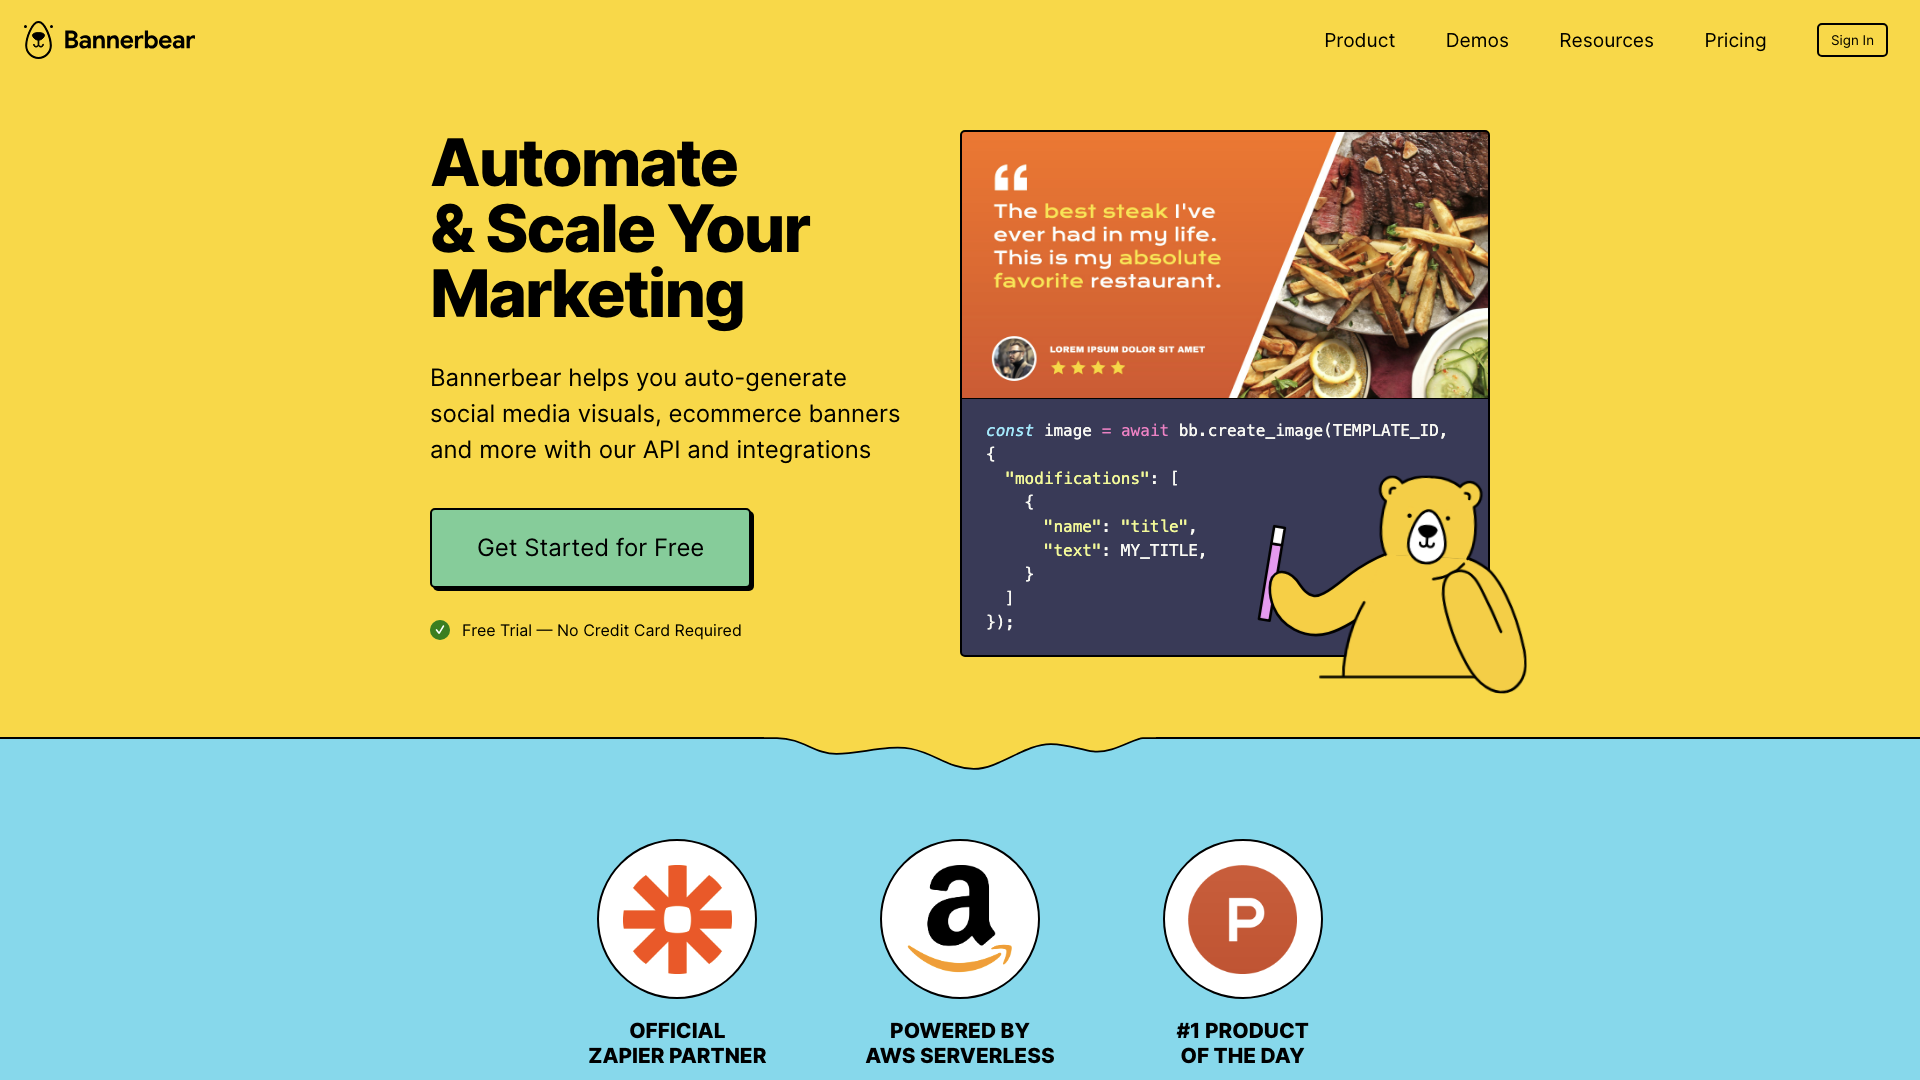 Bannerbear
Product
Demos
Resources
Pricing
Sign In
Automate
& Scale Your
Marketing
Bannerbear helps you auto-generate
social media visuals, ecommerce banners
and more with our API and integrations
Get Started for Free
Free Trial — No Credit Card Required
“
The best steak I've
ever had in my life.
This is my absolute
favorite restaurant.
LOREM IPSUM DOLOR SIT AMET
const image = await bb.create_image(TEMPLATE_ID,
{
"modifications": [
{
"name": "title",
"text": MY_TITLE,
}
]
});
a
P
OFFICIAL
ZAPIER PARTNER
POWERED BY
AWS SERVERLESS
#1 PRODUCT
OF THE DAY